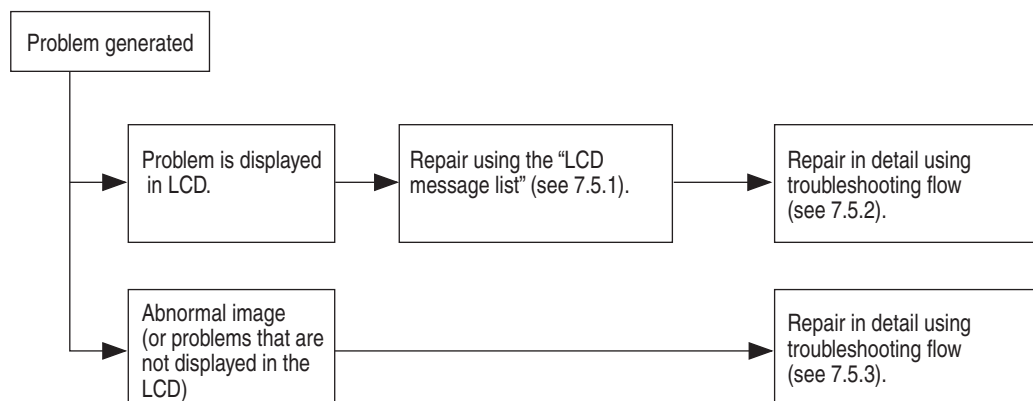 Problem generated
Problem is displayed
in LCD.
Repair using the “LCD
message list” (see 7.5.1).
Repair in detail using
troubleshooting flow
(see 7.5.2).
Abnormal image
(or problems that are
not displayed in the
LCD)
Repair in detail using
troubleshooting flow
(see 7.5.3).